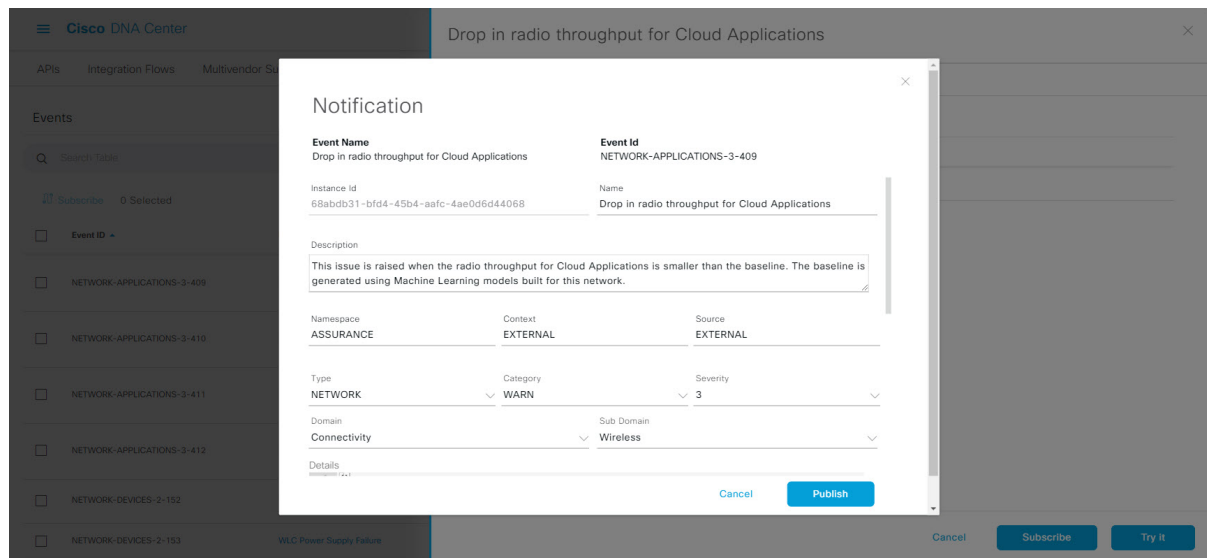 Cisco DNA Center
Drop in radio throughput for Cloud Applications
APIs Integration Flows Multivendor Su
Events
Search Table
Subscribe 0 Selected
Event ID
NETWORK-APPLICATIONS-3-409
NETWORK-APPLICATIONS-3-410
NETWORK-APPLICATIONS-3-411
NETWORK-APPLICATIONS-3-412
NETWORK-DEVICES-2-152
NETWORK-DEVICES-2-153 WLC Power Supply Failure
Notification
Event Name Event Id
Drop in radio throughput for Cloud Applications NETWORK-APPLICATIONS-3-409
Instance Id Name
68abdb31-bfd4-45b4-aafc-4ae0d6d44068 Drop in radio throughput for Cloud Applications
Description
This issue is raised when the radio throughput for Cloud Applications is smaller than the baseline. The baseline is
generated using Machine Learning models built for this network.
Namespace Context Source
ASSURANCE EXTERNAL EXTERNAL
Type Category Severity
NETWORK WARN 3
Domain Sub Domain
Connectivity Wireless
Details
Cancel Publish
Cancel Subscribe Try It